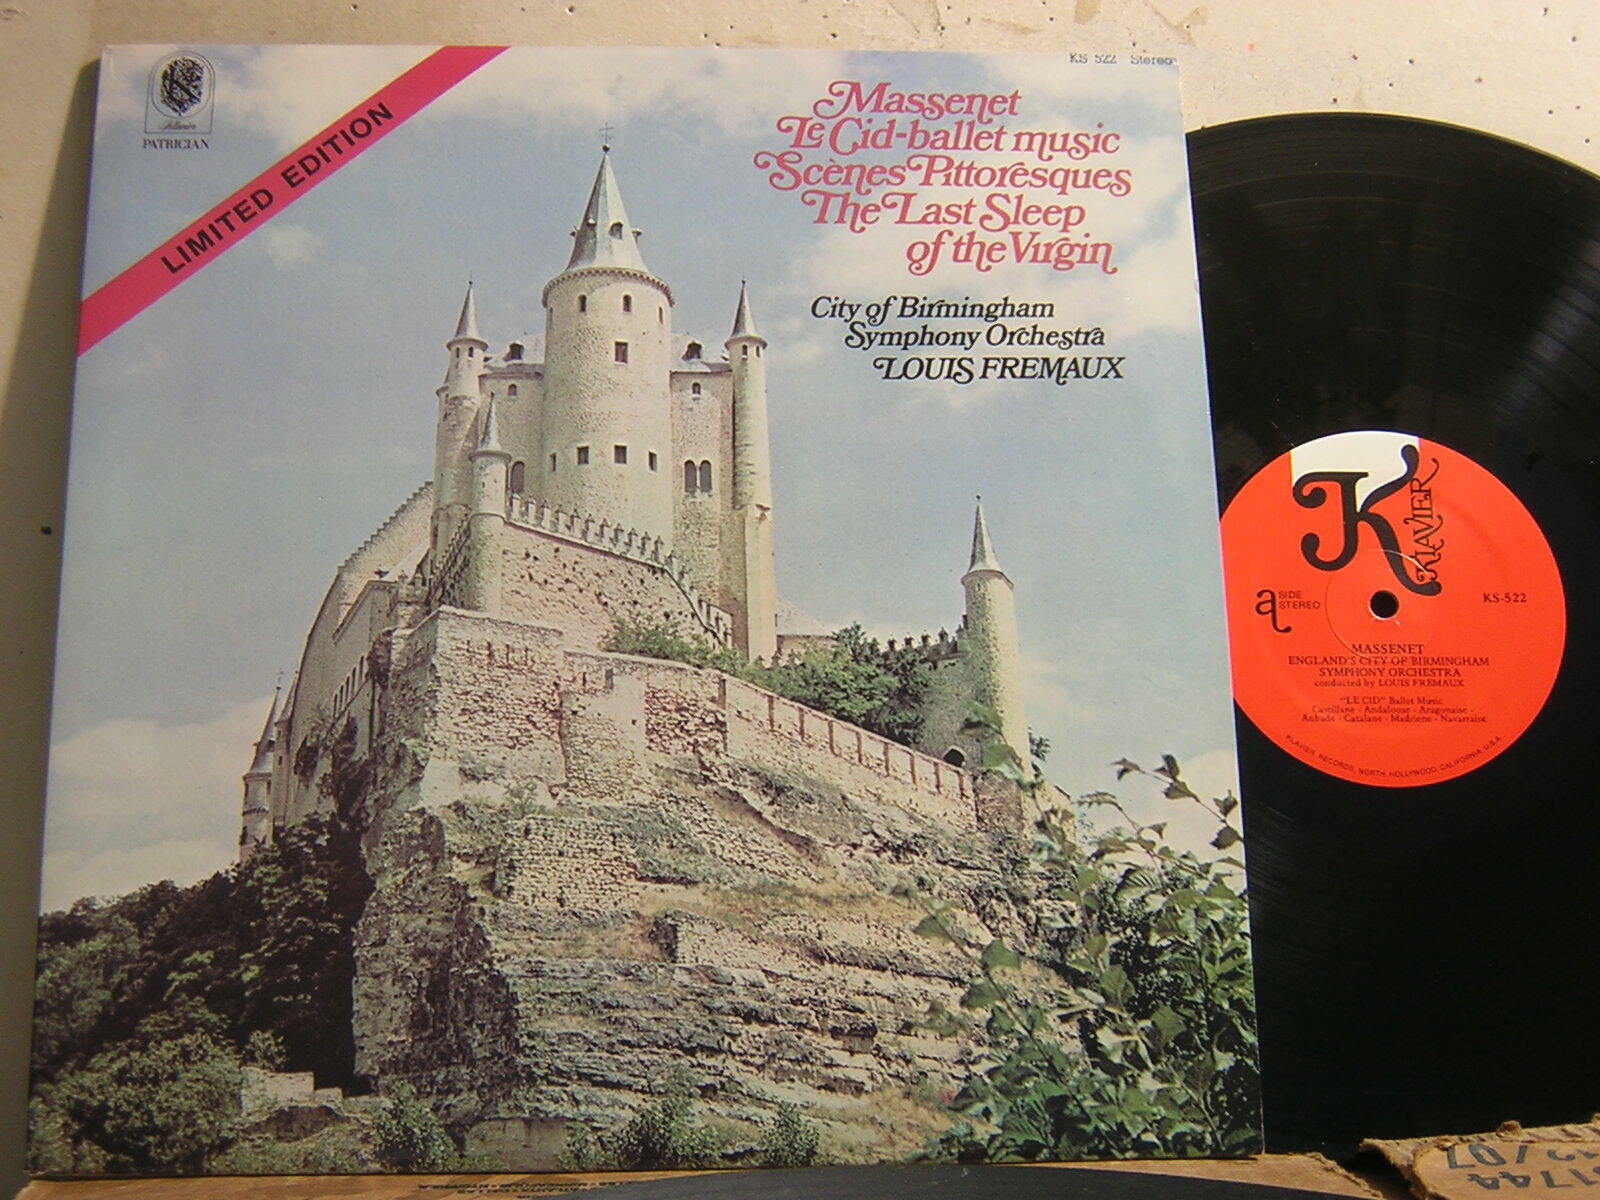 Klavier
PATRICIAN
LIMITED EDITION
KS 522 Stereo
Massenet
Le Cid-ballet music
Scènes Pittoresques
The Last Sleep
of the Virgin
City of Birmingham
Symphony Orchestra
LOUIS FREMAUX
K
KLAVIER
a SIDE
STEREO
KS-522
MASSENET
ENGLAND'S CITY OF BIRMINGHAM
SYMPHONY ORCHESTRA
conducted by LOUIS FREMAUX
"LE CID" Ballet Music
Castillane - Andalouse - Aragonaise -
Aubade - Catalane - Madriene - Navarraise
KLAVIER RECORDS, NORTH HOLLYWOOD, CALIFORNIA, U.S.A.